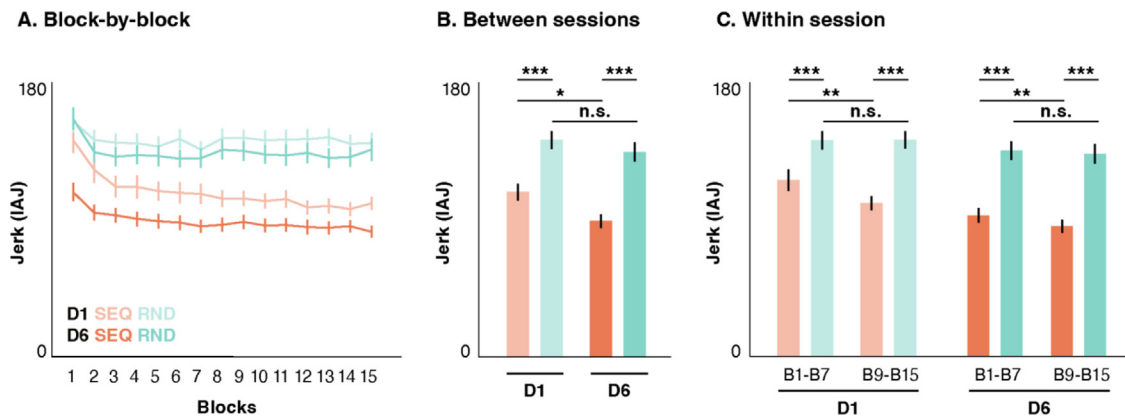 A. Block-by-block
180
Jerk (IAJ)
D1 SEQ RND
D6 SEQ RND
0
1 2 3 4 5 6 7 8 9 10 11 12 13 14 15
Blocks
B. Between sessions
180
*** ***
*
n.s.
Jerk (IAJ)
0
D1 D6
C. Within session
180
*** *** *** ***
** **
n.s. n.s.
Jerk (IAJ)
0
B1-B7 B9-B15 B1-B7 B9-B15
D1 D6